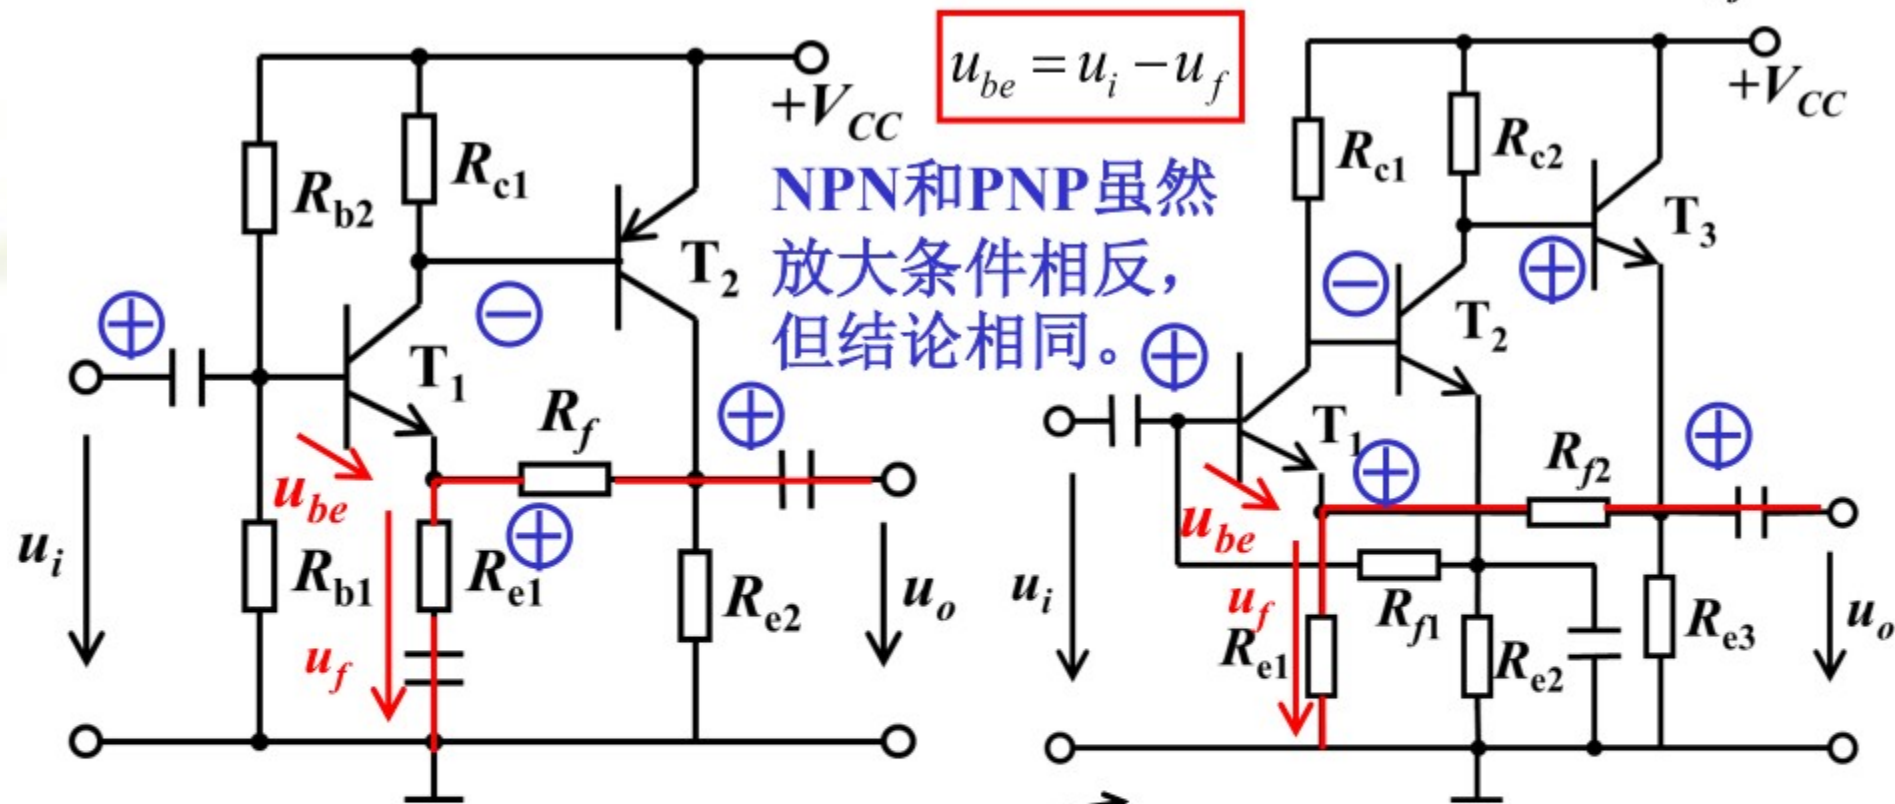 +V_CC
u_be = u_i − u_f
+V_CC
R_b2
R_c1
T_2
NPN和PNP虽然
放大条件相反，
但结论相同。
R_c1
R_c2
T_3
T_2
T_1
R_f
T_1
R_f2
u_be
u_be
u_i
R_b1
R_e1
R_e2
u_o
u_i
u_f
R_e1
R_f1
R_e2
R_e3
u_o
u_f